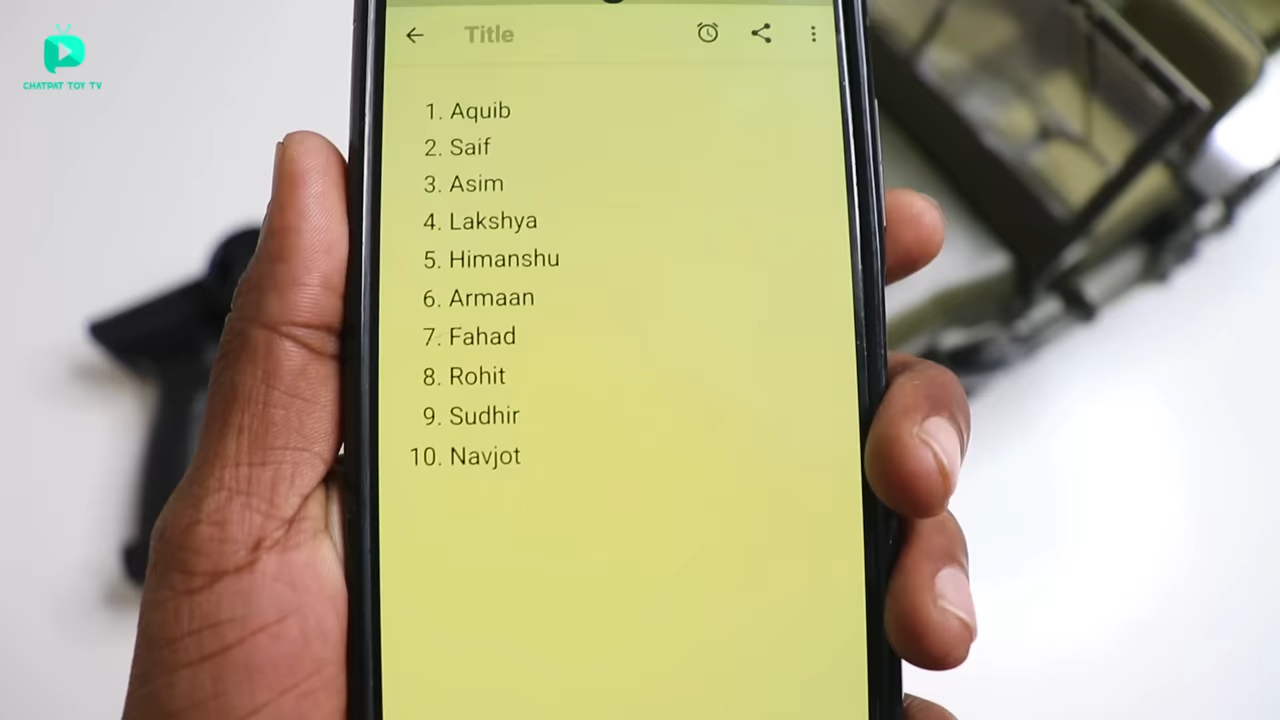 CHATPAT TOY TV
Title
1. Aquib
2. Saif
3. Asim
4. Lakshya
5. Himanshu
6. Armaan
7. Fahad
8. Rohit
9. Sudhir
10. Navjot